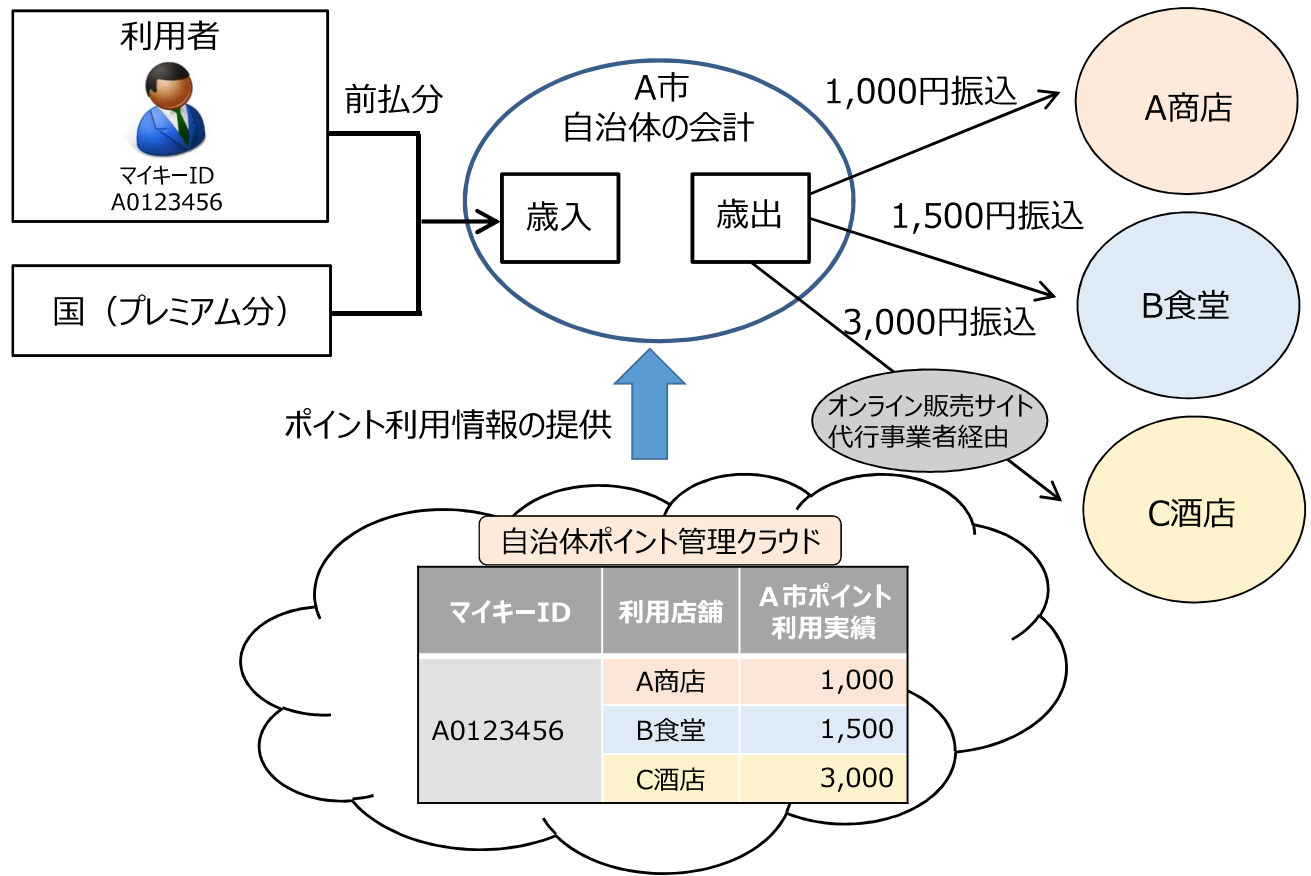 利用者
マイキーID
A0123456
前払分
国（プレミアム分）
A市
自治体の会計
歳入
歳出
1,000円振込
A商店
1,500円振込
B食堂
3,000円振込
オンライン販売サイト
代行事業者経由
C酒店
ポイント利用情報の提供
自治体ポイント管理クラウド
マイキーID 利用店舗 Ａ市ポイント
利用実績
A0123456
A商店 1,000
B食堂 1,500
C酒店 3,000